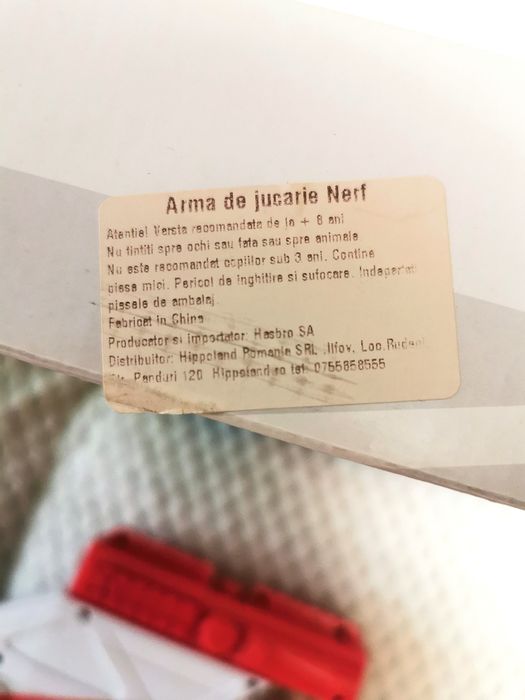 Arma de jucarie Nerf
Atentie! Varsta recomandata de la + 8 ani
Nu tintiti spre ochi sau fata sau spre animale
Nu este recomandat copiilor sub 3 ani. Contine
piese mici. Pericol de inghitire si sufocare. Indepartati
piesele de ambalaj.
Fabricat in China
Producator si importator: Hasbro SA
Distribuitor: Hippoland Romania SRL ,Ilfov, Loc.Rudeni
Str. Panduri 120 Hippoland.ro tel: 0755858555